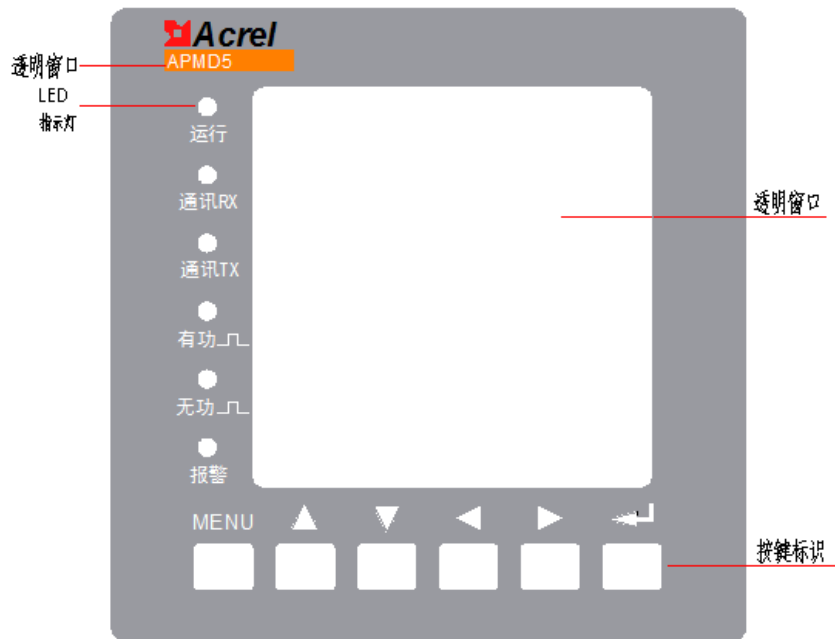 Acrel
APMD5
透明窗口
LED
指示灯
运行
通讯RX
通讯TX
有功
无功
报警
透明窗口
MENU
按键标识